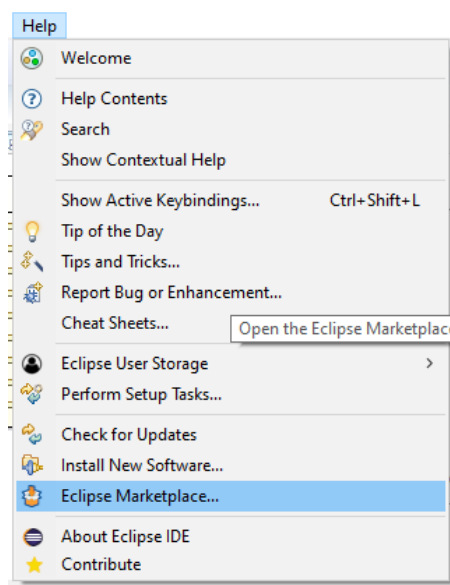 Help
Welcome
Help Contents
Search
Show Contextual Help
Show Active Keybindings... Ctrl+Shift+L
Tip of the Day
Tips and Tricks...
Report Bug or Enhancement...
Cheat Sheets...
Open the Eclipse Marketplace
Eclipse User Storage
Perform Setup Tasks...
Check for Updates
Install New Software...
Eclipse Marketplace...
About Eclipse IDE
Contribute